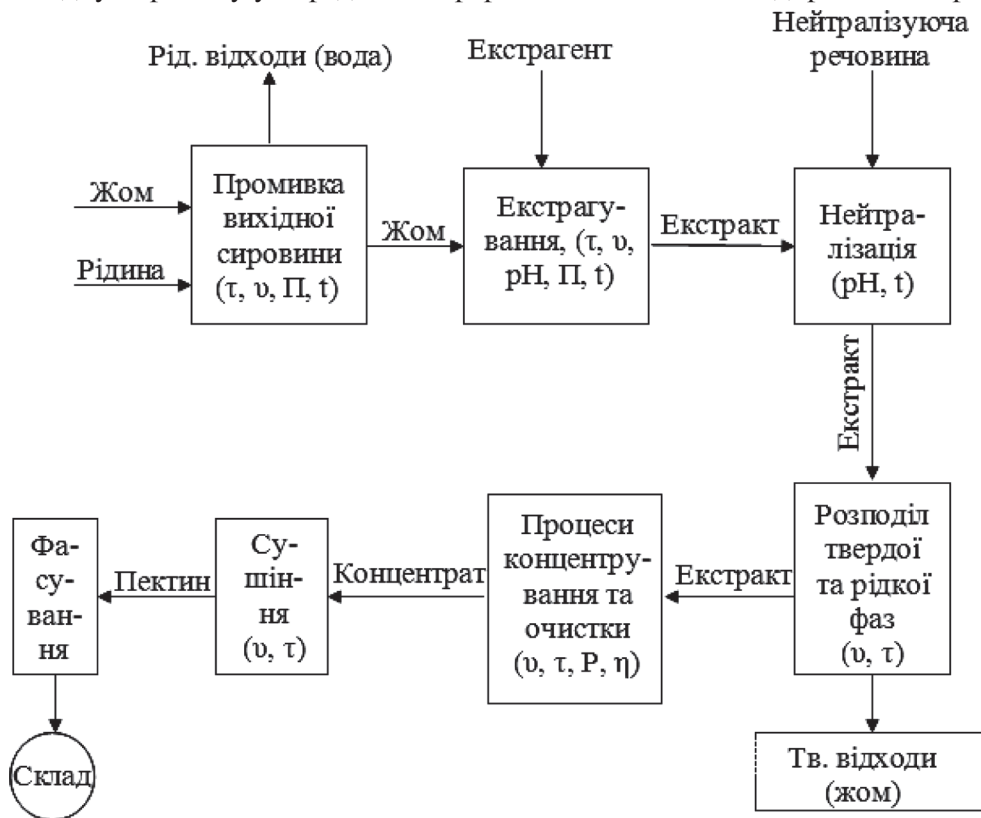 Нейтралізуюча
речовина
Рід. відходи (вода)
Екстрагент
Жом
Рідина
Промивка
вихідної
сировини
(τ, υ, П, t)
Жом
Екстрагу-
вання, (τ, υ,
pH, П, t)
Екстракт
Нейтра-
лізація
(pH, t)
Екстракт
Розподіл
твердої
та рідкої
фаз
(υ, τ)
Екстракт
Процеси
концентру-
вання та
очистки
(υ, τ, P, η)
Концентрат
Су-
шін-
ня
(υ, τ)
Пектин
Фа-
су-
ван-
ня
Склад
Тв. відходи
(жом)